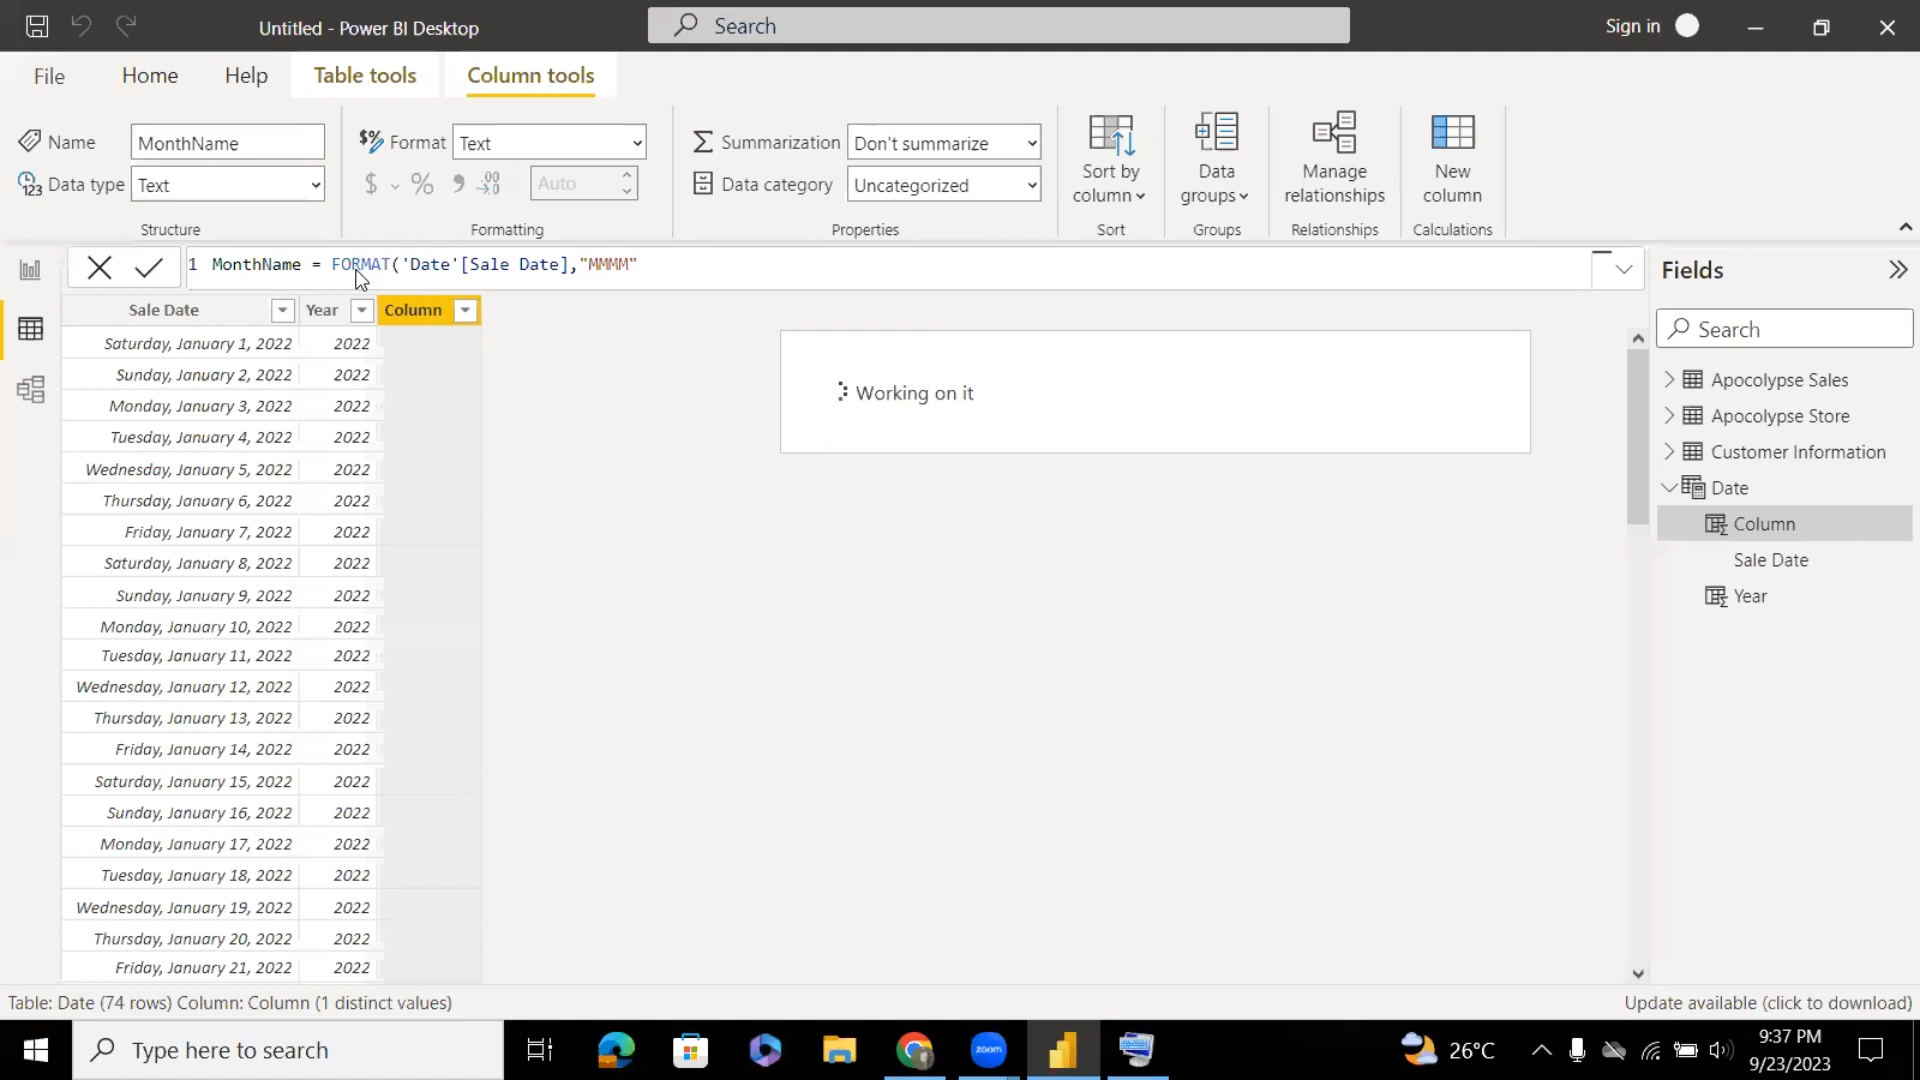 Untitled - Power BI Desktop
Search
Sign in
File
Home
Help
Table tools
Column tools
Name
MonthName
Data type
Text
Structure
Format
Text
$
%
Auto
Formatting
Summarization
Don't summarize
Data category
Uncategorized
Properties
Sort by
column
Sort
Data
groups
Groups
Manage
relationships
Relationships
New
column
Calculations
1 MonthName = FORMAT('Date'[Sale Date],"MMMM"
Sale Date Year Column
Saturday, January 1, 2022 2022
Sunday, January 2, 2022 2022
Monday, January 3, 2022 2022
Tuesday, January 4, 2022 2022
Wednesday, January 5, 2022 2022
Thursday, January 6, 2022 2022
Friday, January 7, 2022 2022
Saturday, January 8, 2022 2022
Sunday, January 9, 2022 2022
Monday, January 10, 2022 2022
Tuesday, January 11, 2022 2022
Wednesday, January 12, 2022 2022
Thursday, January 13, 2022 2022
Friday, January 14, 2022 2022
Saturday, January 15, 2022 2022
Sunday, January 16, 2022 2022
Monday, January 17, 2022 2022
Tuesday, January 18, 2022 2022
Wednesday, January 19, 2022 2022
Thursday, January 20, 2022 2022
Friday, January 21, 2022 2022
Working on it
Fields
Search
Apocolypse Sales
Apocolypse Store
Customer Information
Date
Column
Sale Date
Year
Table: Date (74 rows) Column: Column (1 distinct values)
Update available (click to download)
Type here to search
zoom
26°C
9:37 PM
9/23/2023